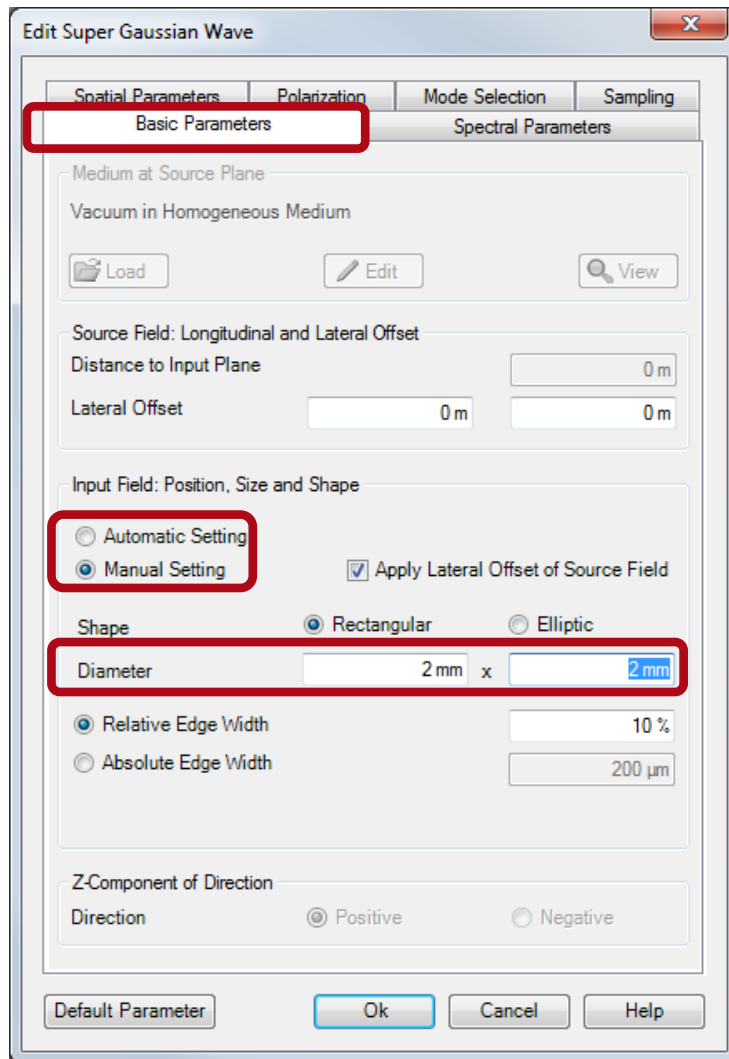 Edit Super Gaussian Wave
X
Spatial Parameters Polarization Mode Selection Sampling
Basic Parameters Spectral Parameters
Medium at Source Plane
Vacuum in Homogeneous Medium
Load Edit View
Source Field: Longitudinal and Lateral Offset
Distance to Input Plane 0 m
Lateral Offset 0 m 0 m
Input Field: Position, Size and Shape
Automatic Setting
Manual Setting Apply Lateral Offset of Source Field
Shape Rectangular Elliptic
Diameter 2 mm x 2 mm
Relative Edge Width 10 %
Absolute Edge Width 200 µm
Z-Component of Direction
Direction Positive Negative
Default Parameter Ok Cancel Help